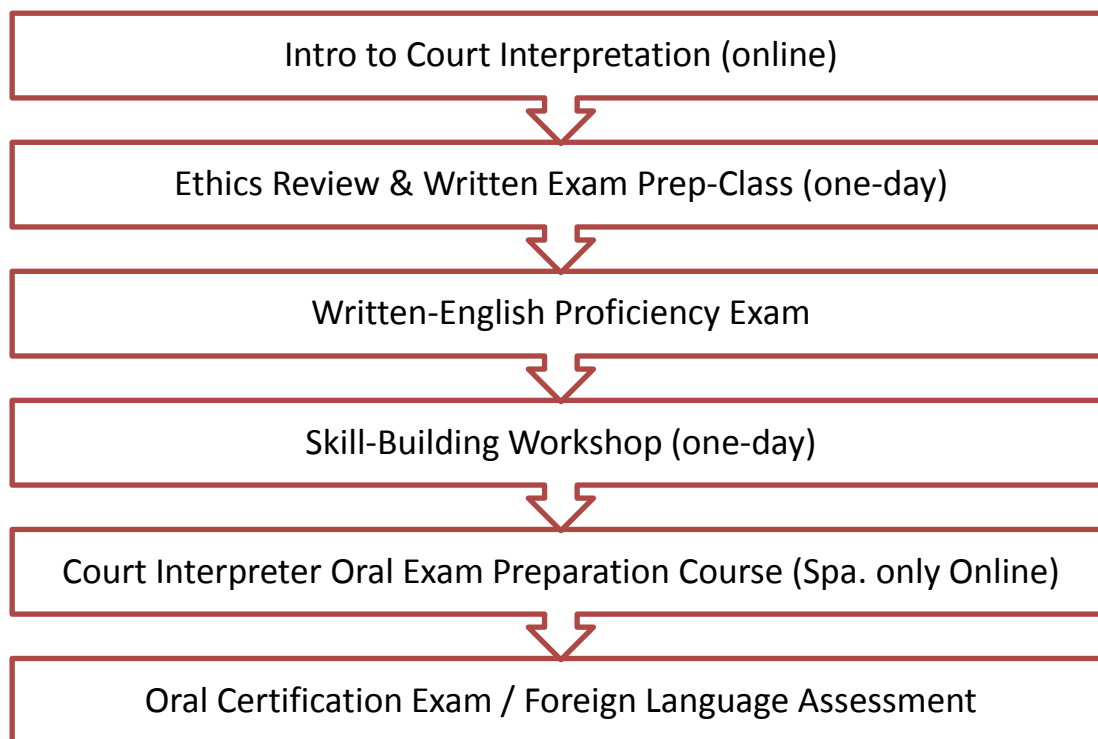 Intro to Court Interpretation (online)
Ethics Review & Written Exam Prep-Class (one-day)
Written-English Proficiency Exam
Skill-Building Workshop (one-day)
Court Interpreter Oral Exam Preparation Course (Spa. only Online)
Oral Certification Exam / Foreign Language Assessment